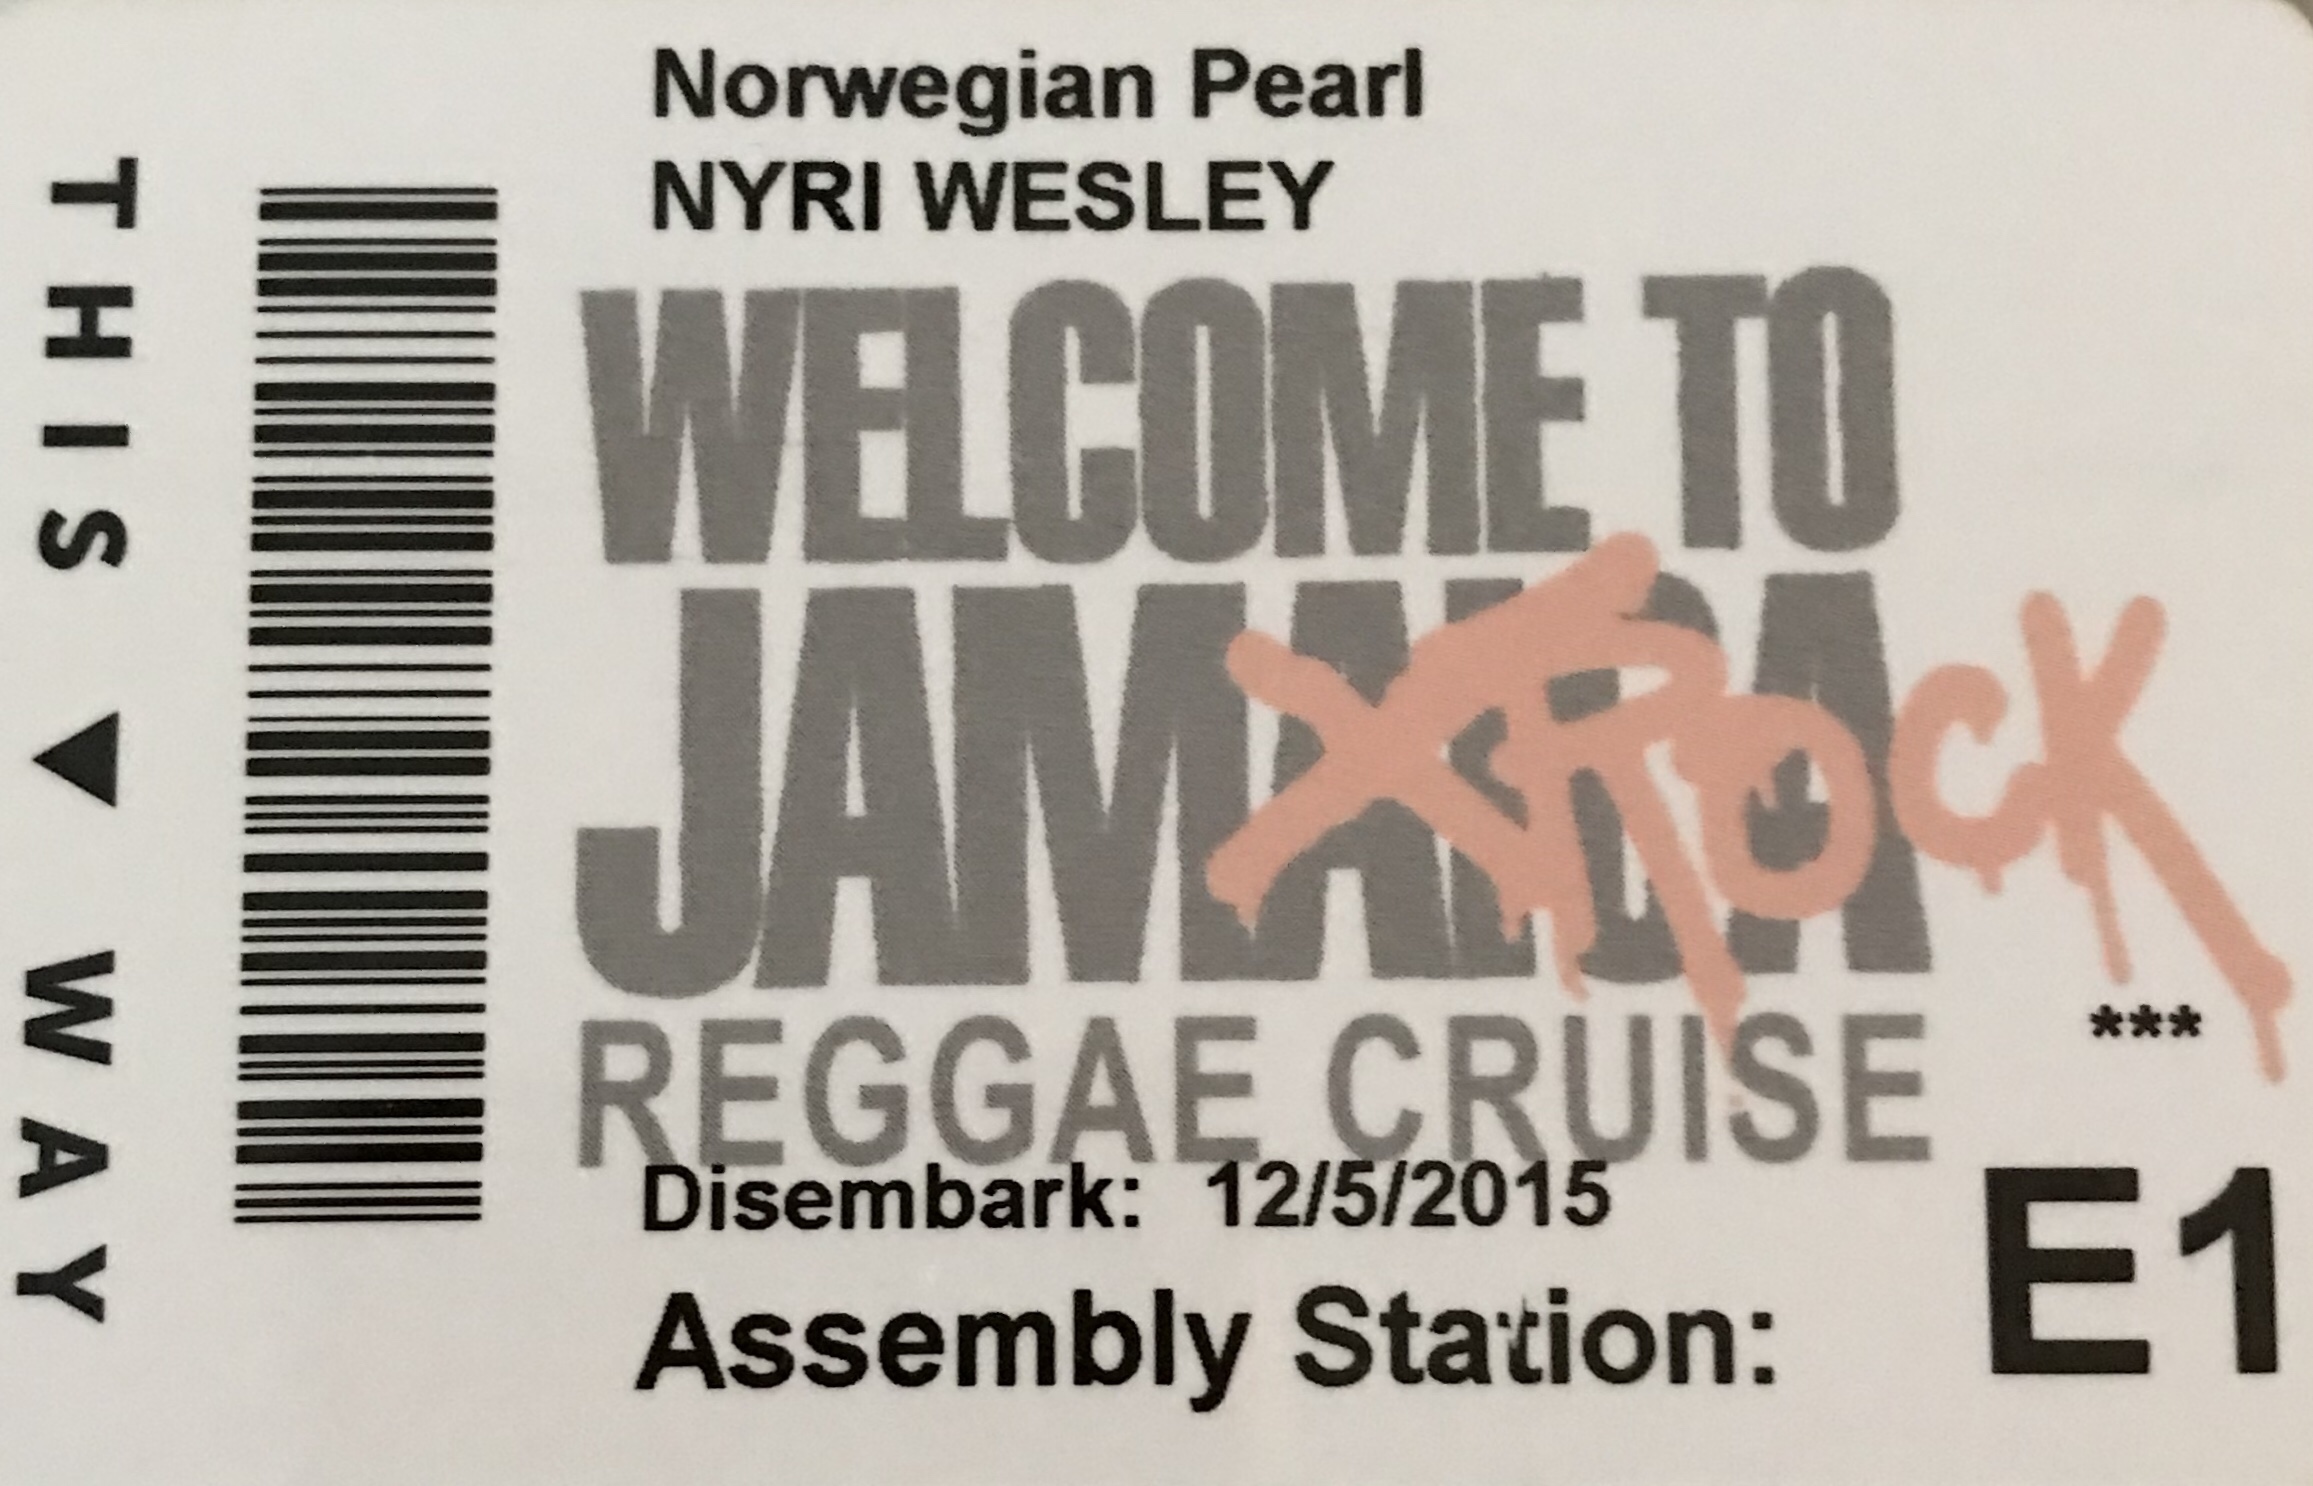 Norwegian Pearl
NYRI WESLEY
WELCOME TO
JAMAICA
ROCK
REGGAE CRUISE
***
Disembark: 12/5/2015
Assembly Station: E1
THIS ▼ WAY